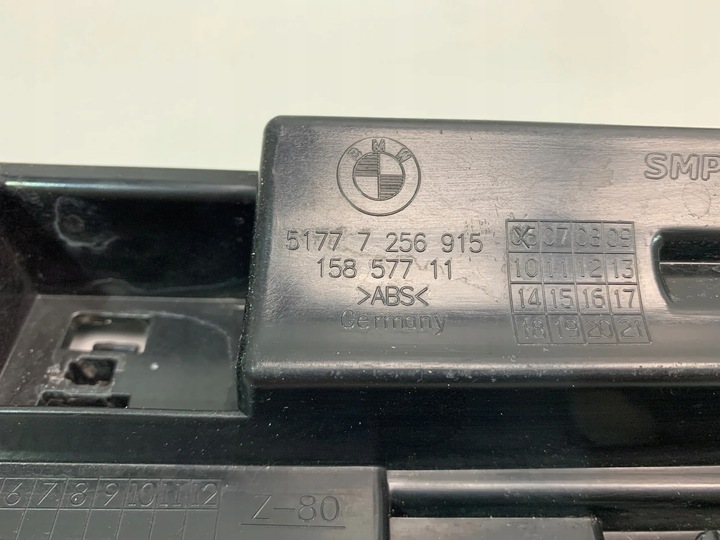 BMW
SMP
5177 7 256 915
158 577 11
>ABS<
Germany
07 08 09
10 11 12 13
14 15 16 17
18 19 20 21
6 7 8 9 10 11 12
Z-80